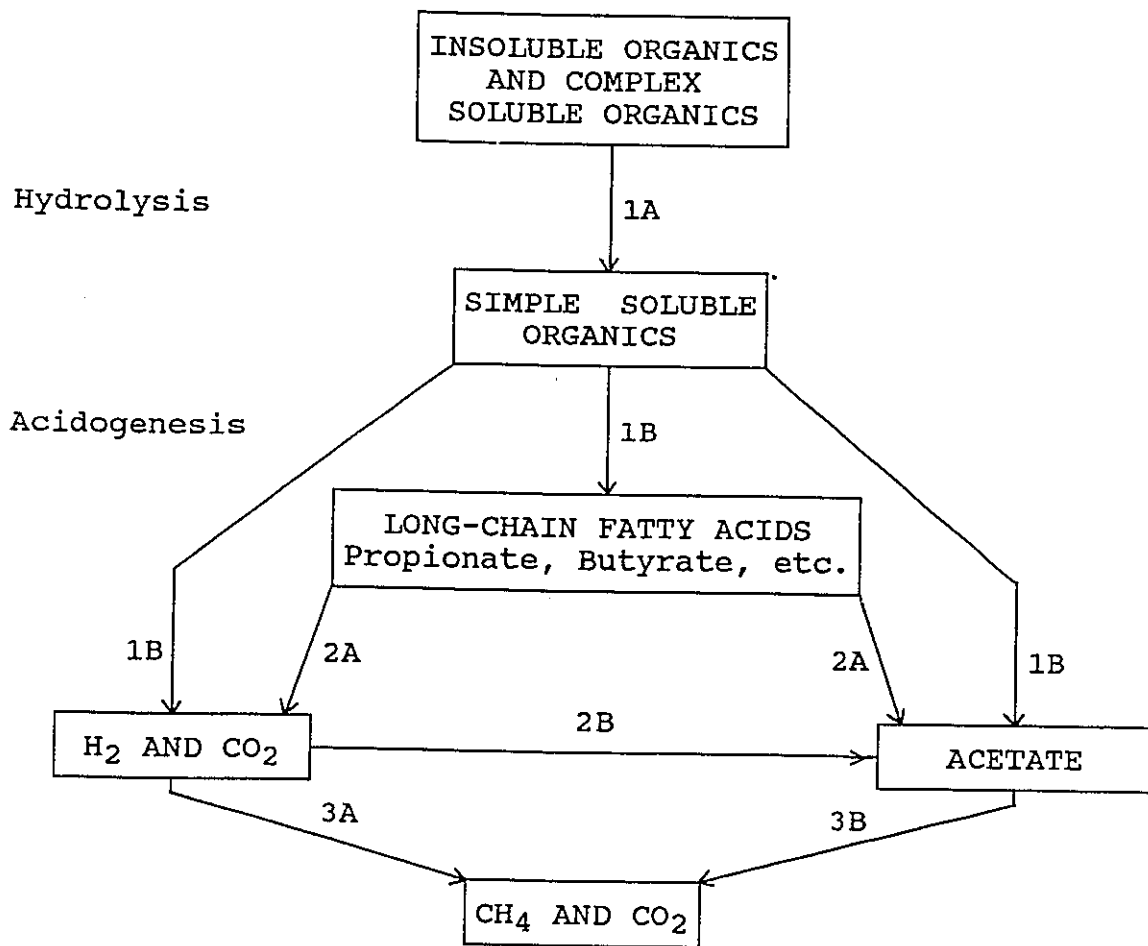 INSOLUBLE ORGANICS
AND COMPLEX
SOLUBLE ORGANICS
Hydrolysis
1A
SIMPLE SOLUBLE
ORGANICS
Acidogenesis
1B
LONG-CHAIN FATTY ACIDS
Propionate, Butyrate, etc.
1B
2A
2A
1B
H₂ AND CO₂
2B
ACETATE
3A
3B
CH₄ AND CO₂